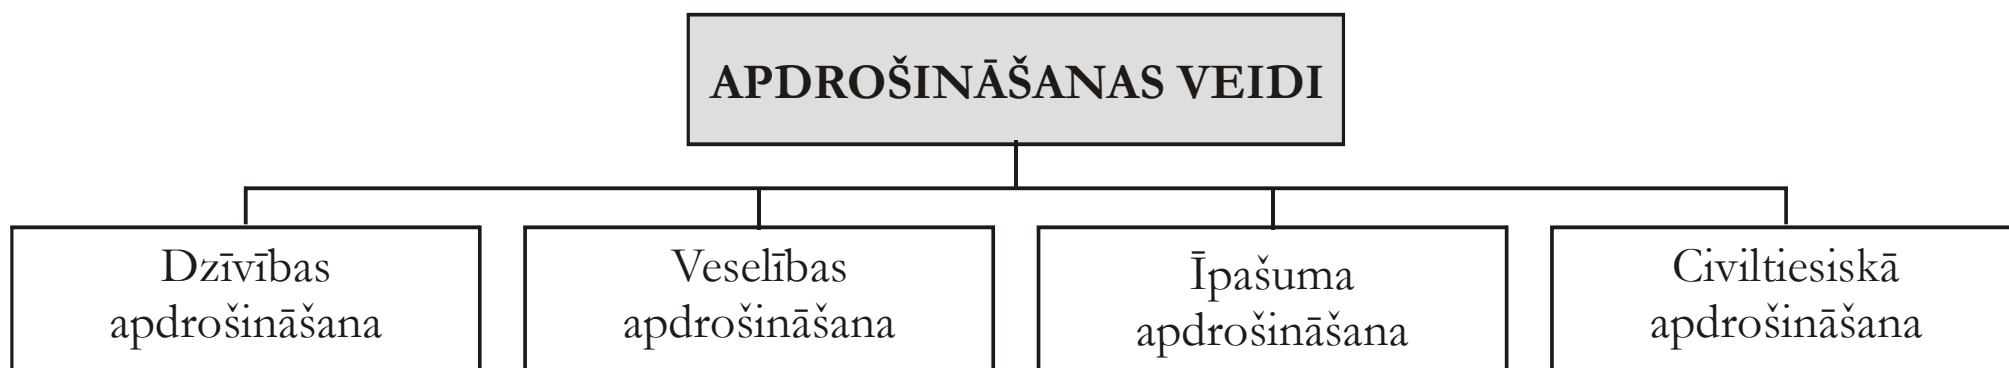 APDROŠINĀŠANAS VEIDI
Dzīvības
apdrošināšana
Veselības
apdrošināšana
Īpašuma
apdrošināšana
Civiltiesiskā
apdrošināšana